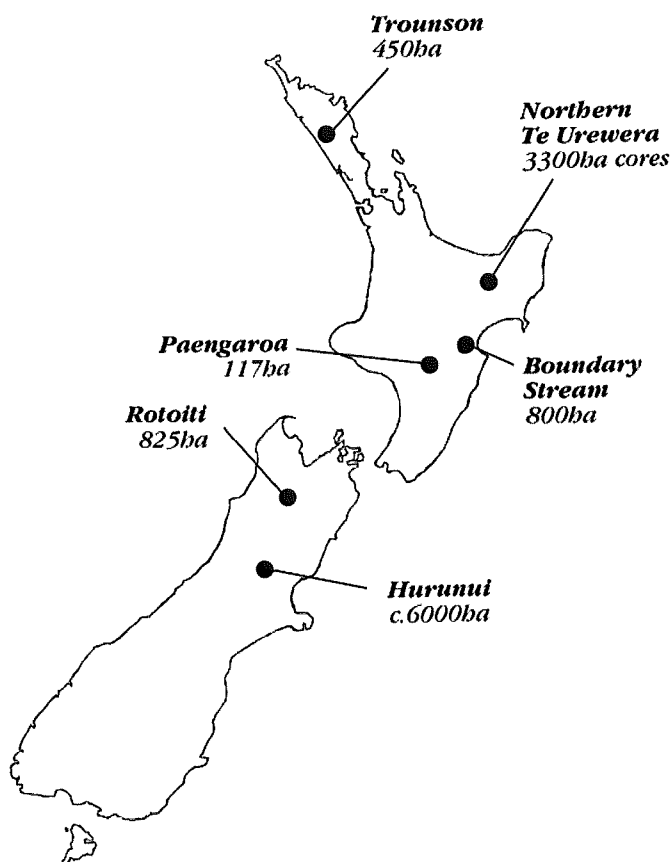 Trounson
450ha
Northern
Te Urewera
3300ha cores
Paengaroa
117ha
Boundary
Stream
800ha
Rotoiti
825ha
Hurunui
c.6000ha